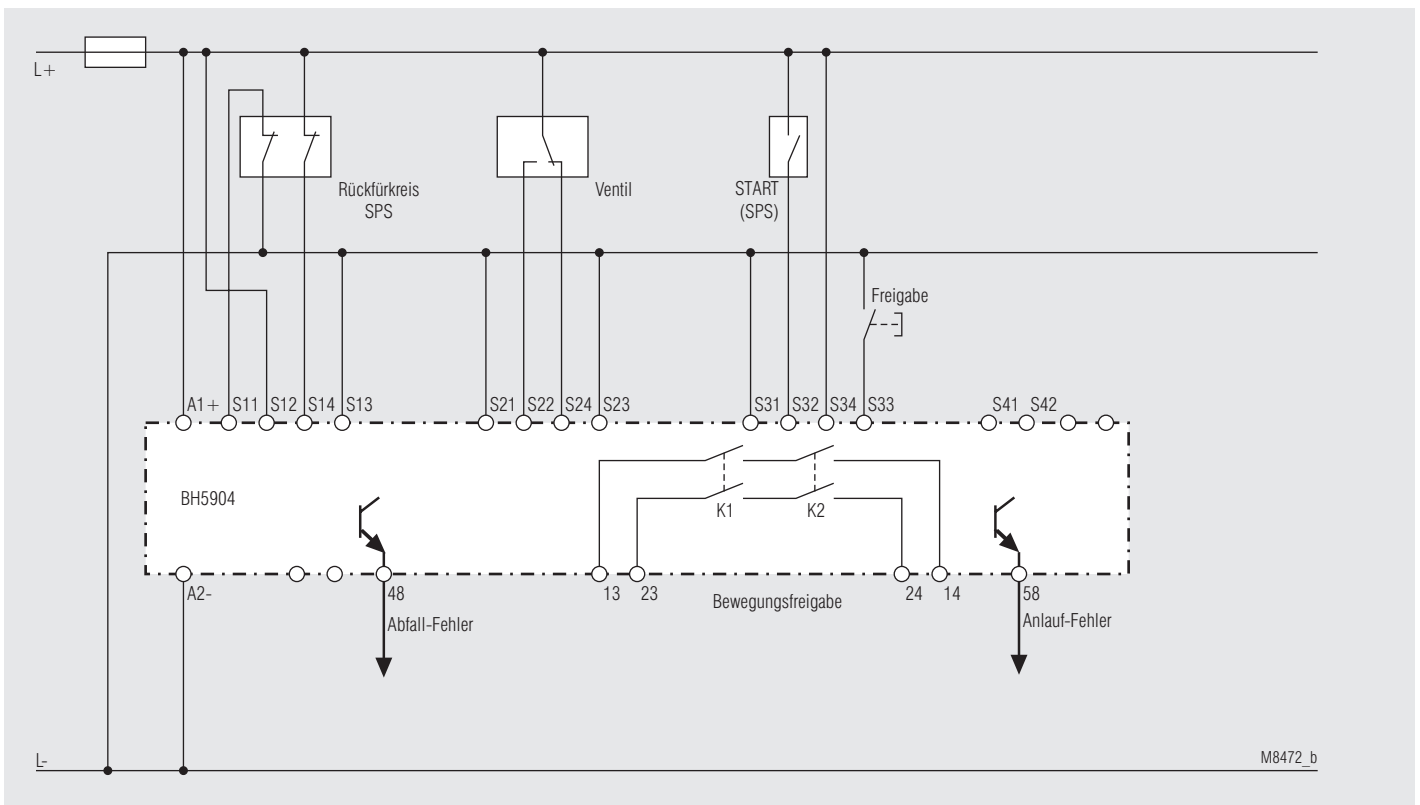 L+
Rückfürkreis
SPS
Ventil
START
(SPS)
Freigabe
A1+ S11 S12 S14 S13 S21 S22 S24 S23 S31 S32 S34 S33 S41 S42
BH5904
K1 K2
A2- 48 13 23 Bewegungsfreigabe 24 14 58
Abfall-Fehler
Anlauf-Fehler
L-
M8472_b